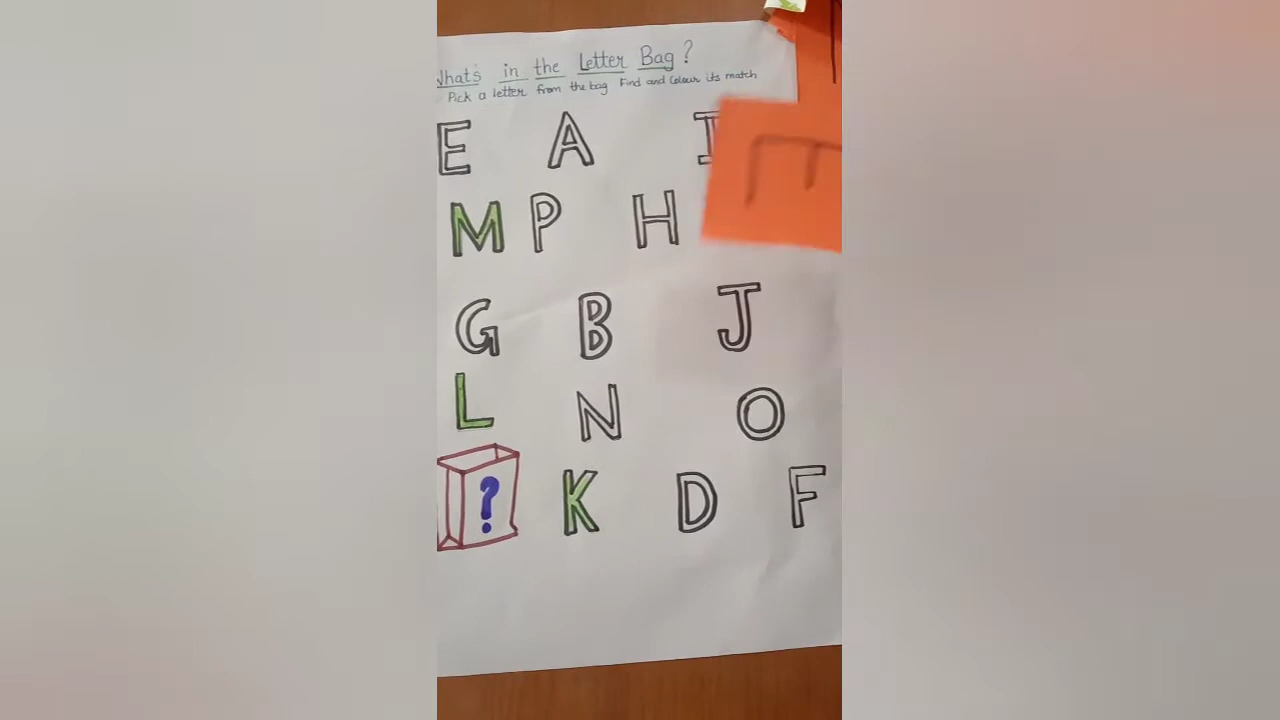 What's in the Letter Bag?
Pick a letter from the bag Find and Colour its match
E A I
M P H
G B J
L N O
? K D F